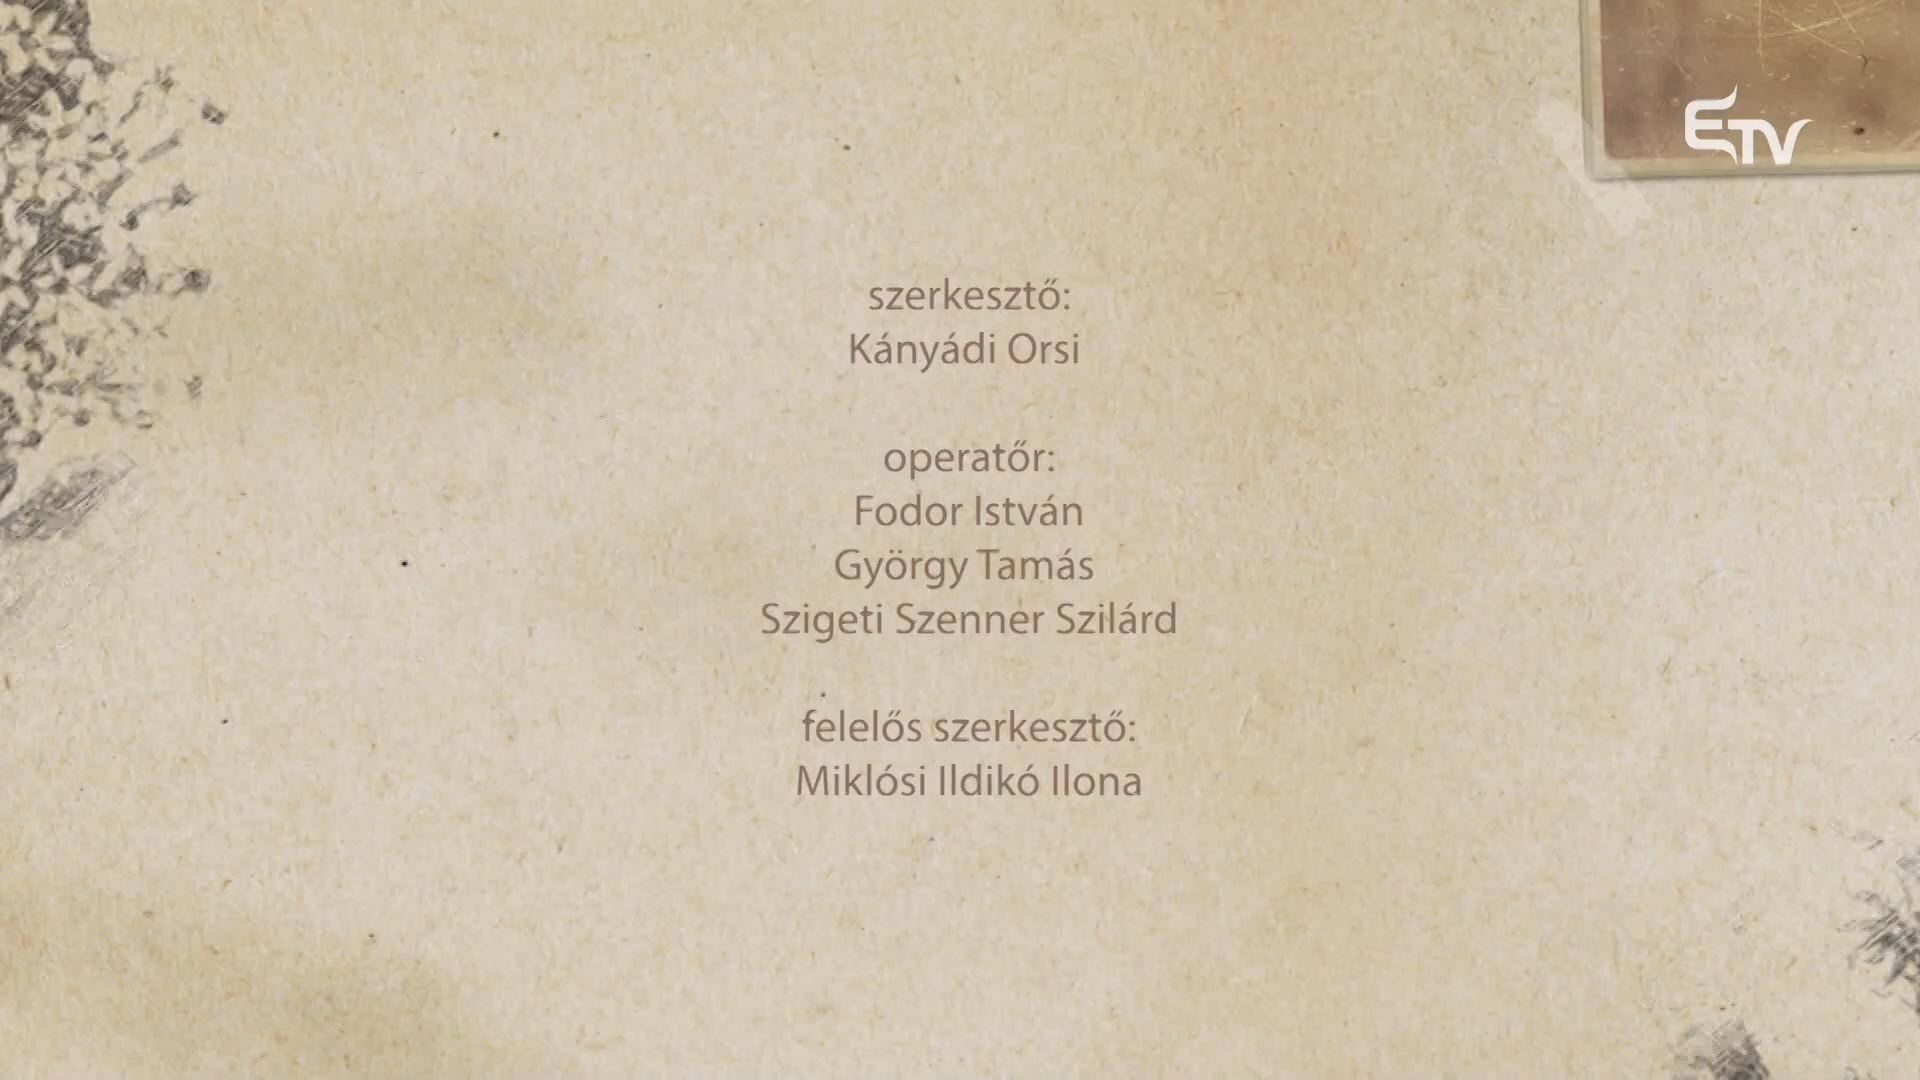 ETV
szerkesztő:
Kányádi Orsi
operatőr:
Fodor István
György Tamás
Szigeti Szenner Szilárd
felelős szerkesztő:
Miklósi Ildikó Ilona